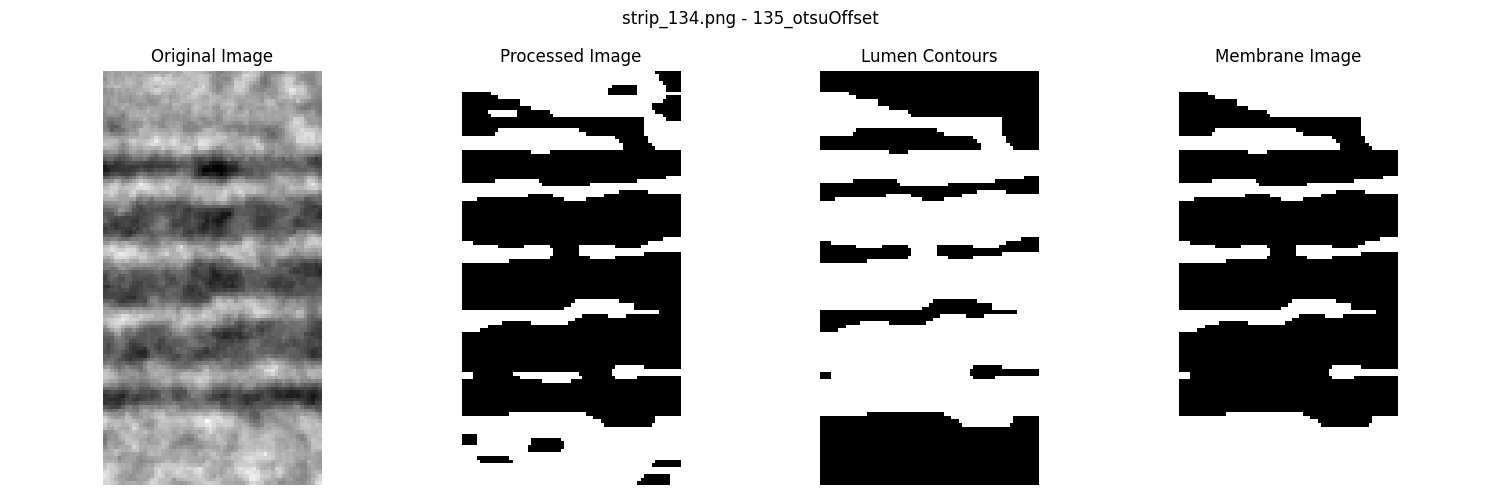 strip_134.png - 135_otsuOffset
Original Image
Processed Image
Lumen Contours
Membrane Image